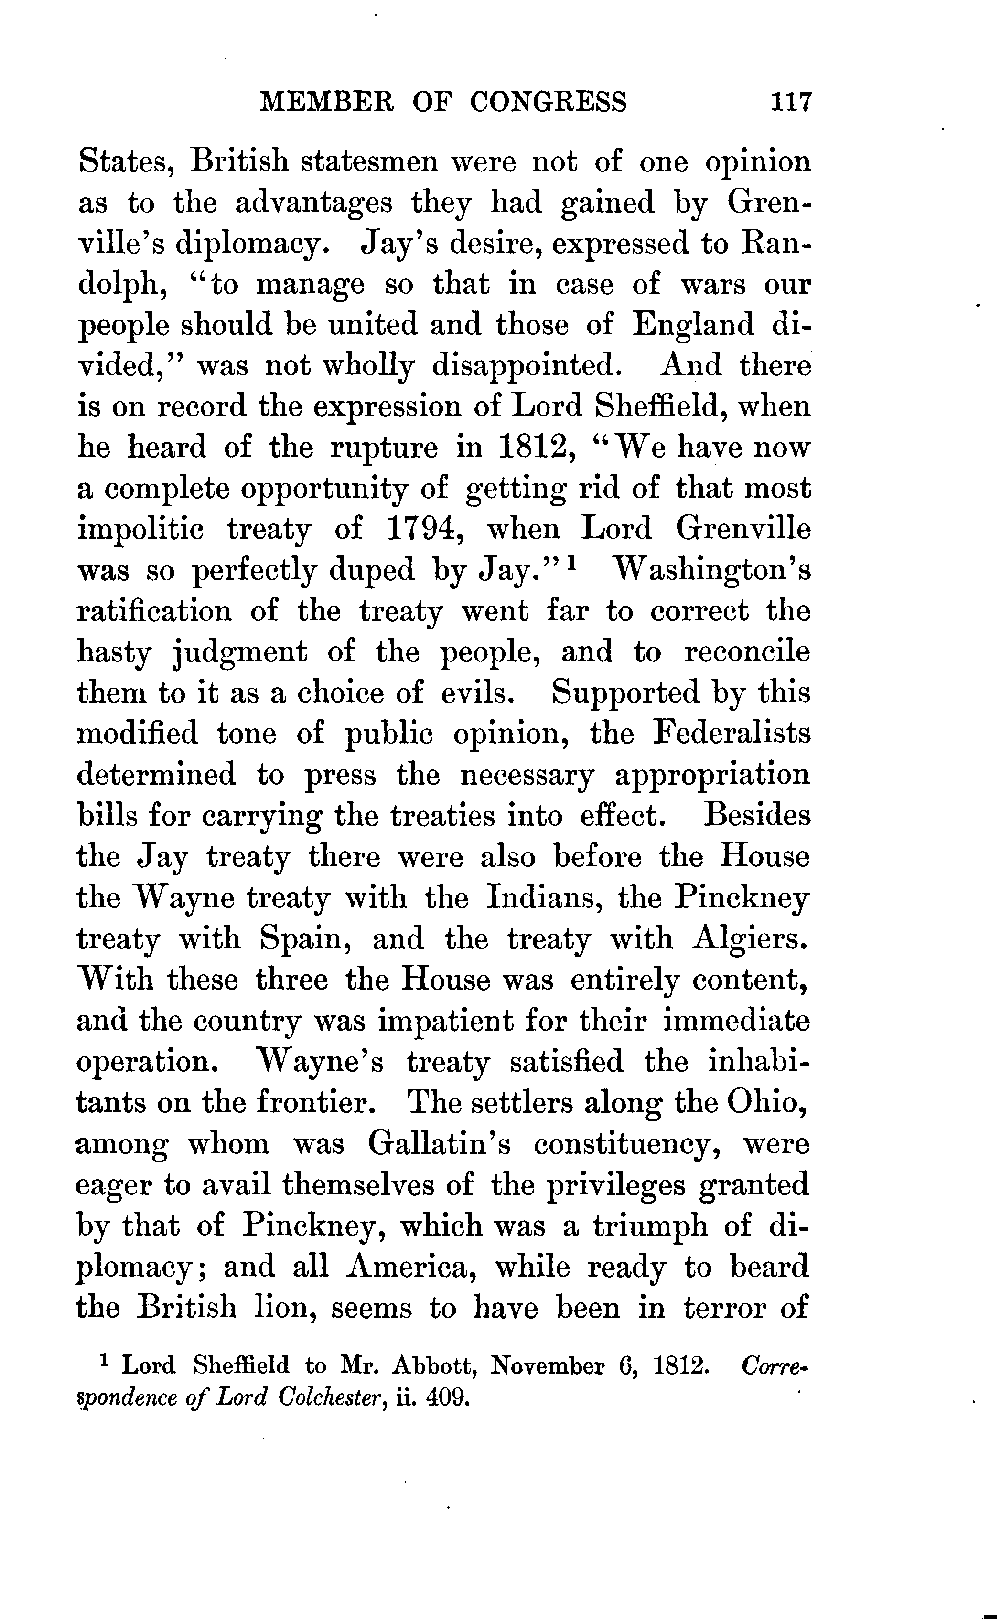 MEMBER OF CONGRESS 117
States, British statesmen were not of one opinion
as to the advantages they had gained by Gren-
ville's diplomacy. Jay's desire, expressed to Ran-
dolph, "to manage so that in case of wars our
people should be united and those of England di-
vided," was not wholly disappointed. And there
is on record the expression of Lord Sheffield, when
he heard of the rupture in 1812, "We have now
a complete opportunity of getting rid of that most
impolitic treaty of 1794, when Lord Grenville
was so perfectly duped by Jay."¹ Washington's
ratification of the treaty went far to correct the
hasty judgment of the people, and to reconcile
them to it as a choice of evils. Supported by this
modified tone of public opinion, the Federalists
determined to press the necessary appropriation
bills for carrying the treaties into effect. Besides
the Jay treaty there were also before the House
the Wayne treaty with the Indians, the Pinckney
treaty with Spain, and the treaty with Algiers.
With these three the House was entirely content,
and the country was impatient for their immediate
operation. Wayne's treaty satisfied the inhabi-
tants on the frontier. The settlers along the Ohio,
among whom was Gallatin's constituency, were
eager to avail themselves of the privileges granted
by that of Pinckney, which was a triumph of di-
plomacy; and all America, while ready to beard
the British lion, seems to have been in terror of
¹ Lord Sheffield to Mr. Abbott, November 6, 1812. Corre-
spondence of Lord Colchester, ii. 409.